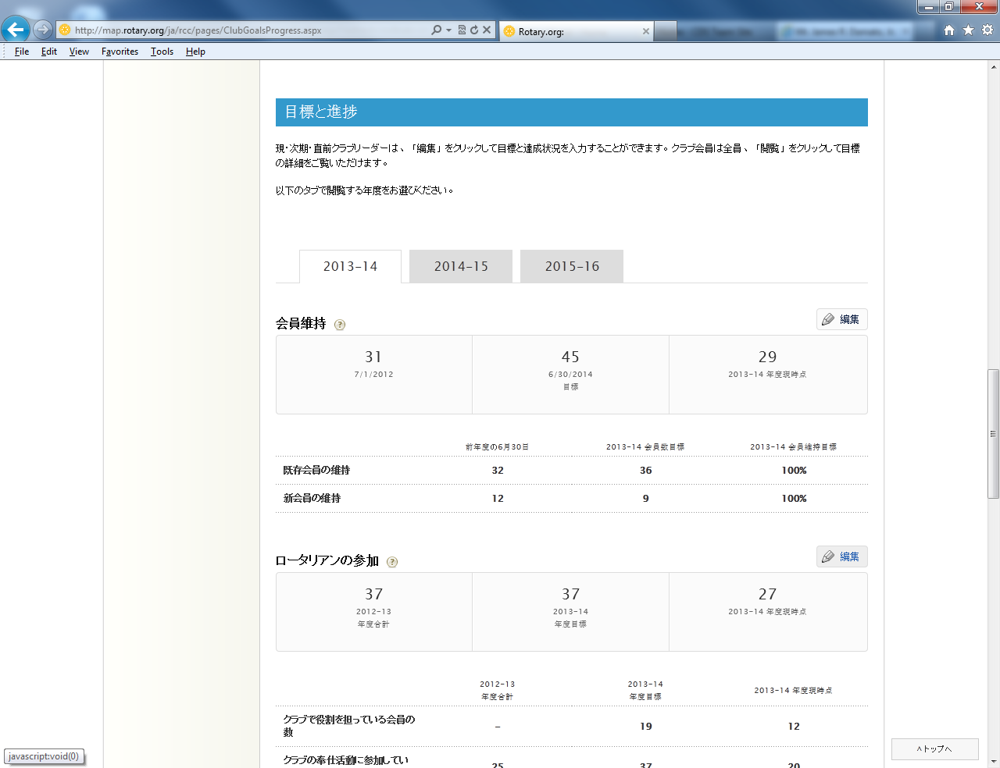 http://map.rotary.org/ja/rcc/pages/ClubGoalsProgress.aspx
Rotary.org:
File Edit View Favorites Tools Help
目標と進捗
現・次期・直前クラブリーダーは、「編集」をクリックして目標と達成状況を入力することができます。クラブ会員は全員、「閲覧」をクリックして目標
の詳細をご覧いただけます。
以下のタブで閲覧する年度をお選びください。
2013-14 2014-15 2015-16
会員維持 ? 編集
31 45 29
7/1/2012 6/30/2014 2013-14 年度現時点
目標
前年度の6月30日 2013-14 会員数目標 2013-14 会員維持目標
既存会員の維持 32 36 100%
新会員の維持 12 9 100%
ロータリアンの参加 ? 編集
37 37 27
2012-13 2013-14 2013-14 年度現時点
年度合計 年度目標
2012-13 2013-14 2013-14 年度現時点
年度合計 年度目標
クラブで役割を担っている会員の
数 – 19 12
クラブの奉仕活動に参加してい
25 37 20
^トップへ
javascript:void(0)